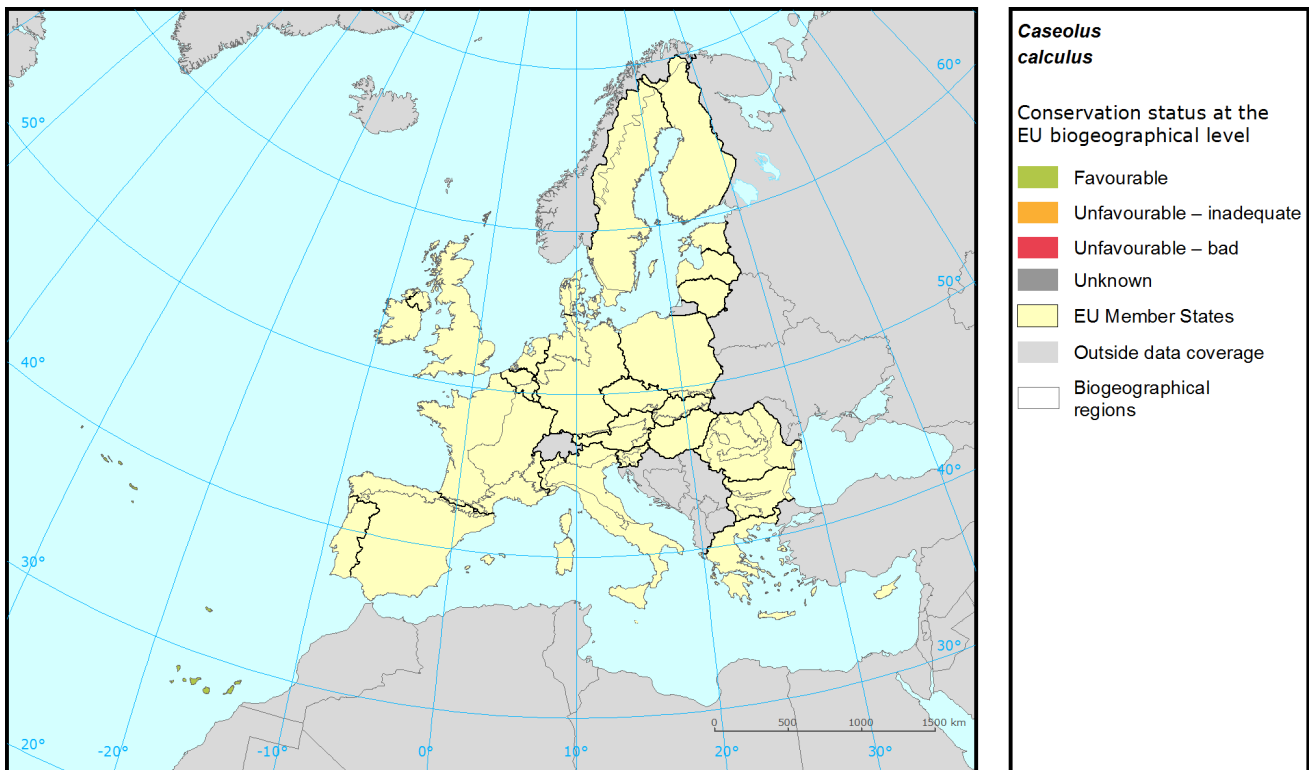 60°
50°
50°
40°
40°
30°
30°
0 500 1000 1500 km
20° -20° -10° 0° 10° 20° 30°
Caseolus
calculus
Conservation status at the
EU biogeographical level
Favourable
Unfavourable – inadequate
Unfavourable – bad
Unknown
EU Member States
Outside data coverage
Biogeographical
regions